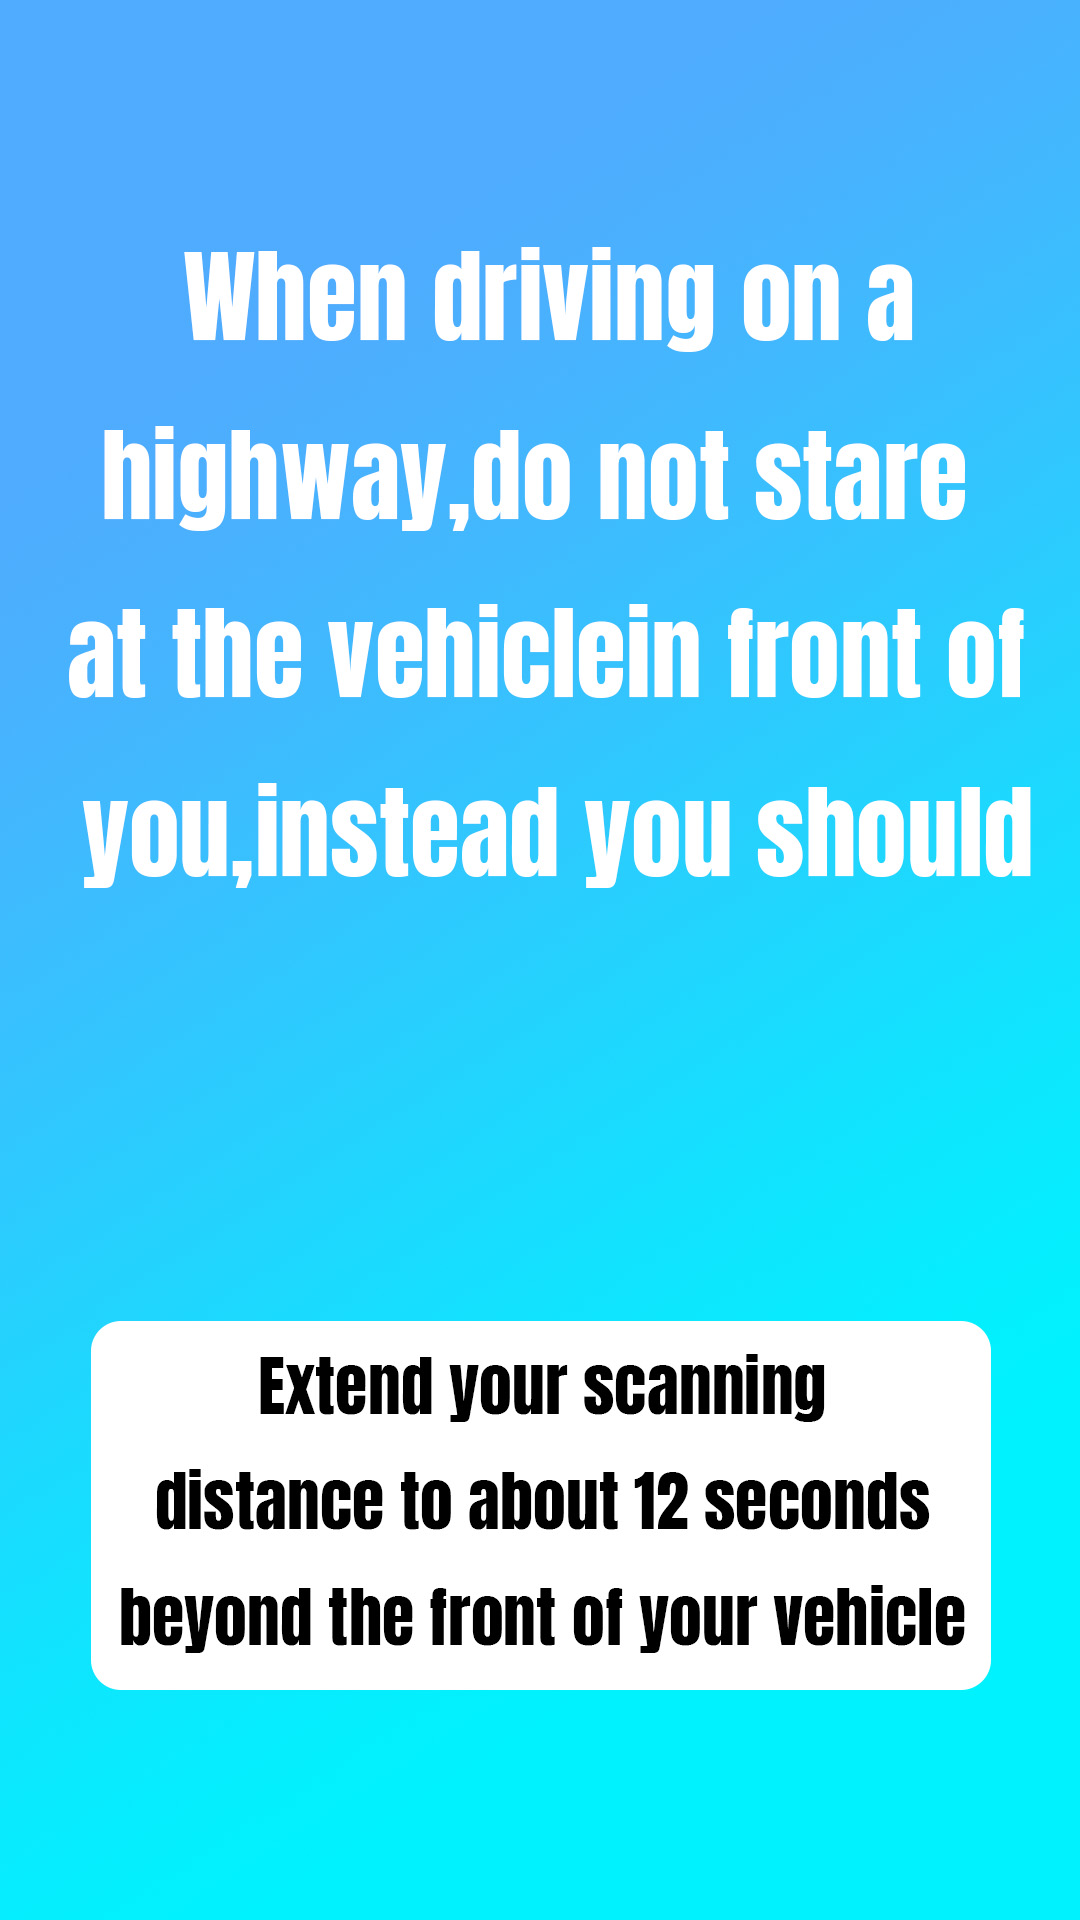 When driving on a
highway,do not stare
at the vehiclein front of
you,instead you should
Extend your scanning
distance to about 12 seconds
beyond the front of your vehicle